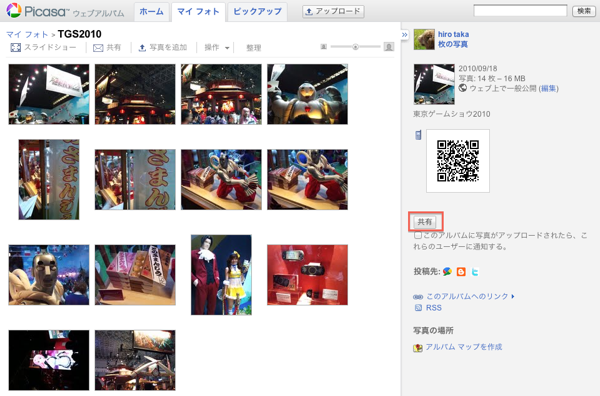 Picasa ウェブアルバム
ホーム
マイ フォト
ピックアップ
アップロード
検索
マイ フォト > TGS2010
スライドショー
共有
写真を追加
操作
整理
hiro taka
枚の写真
2010/09/18
写真: 14 枚 – 16 MB
ウェブ上で一般公開 (編集)
東京ゲームショウ2010
共有
このアルバムに写真がアップロードされたら、こ
れらのユーザーに通知する。
投稿先:
このアルバムへのリンク
RSS
写真の場所
アルバム マップを作成
さまんき